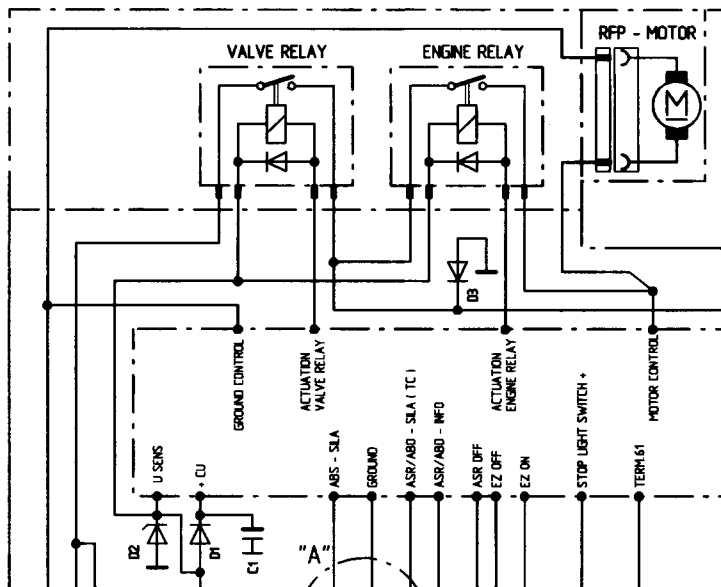 RFP - MOTOR
VALVE RELAY
ENGINE RELAY
M
D3
GROUND CONTROL
ACTUATION
VALVE RELAY
ACTUATION
ENGINE RELAY
MOTOR CONTROL
U SENS
+ CU
ABS - SILA
GROUND
ASR/ABD - SILA ( TC )
ASR/ABD - INFO
ASR OFF
EZ OFF
EZ ON
STOP LIGHT SWITCH +
TERM.61
D2
D1
C1
"A"